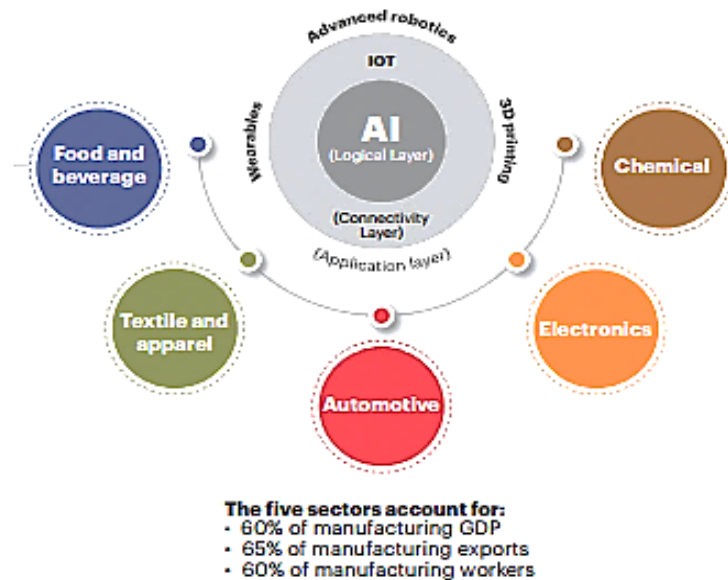 Advanced robotics
IOT
Wearables
3D printing
AI
(Logical Layer)
(Connectivity
Layer)
(Application layer)
Food and
beverage
Chemical
Textile and
apparel
Electronics
Automotive
The five sectors account for:
• 60% of manufacturing GDP
• 65% of manufacturing exports
• 60% of manufacturing workers